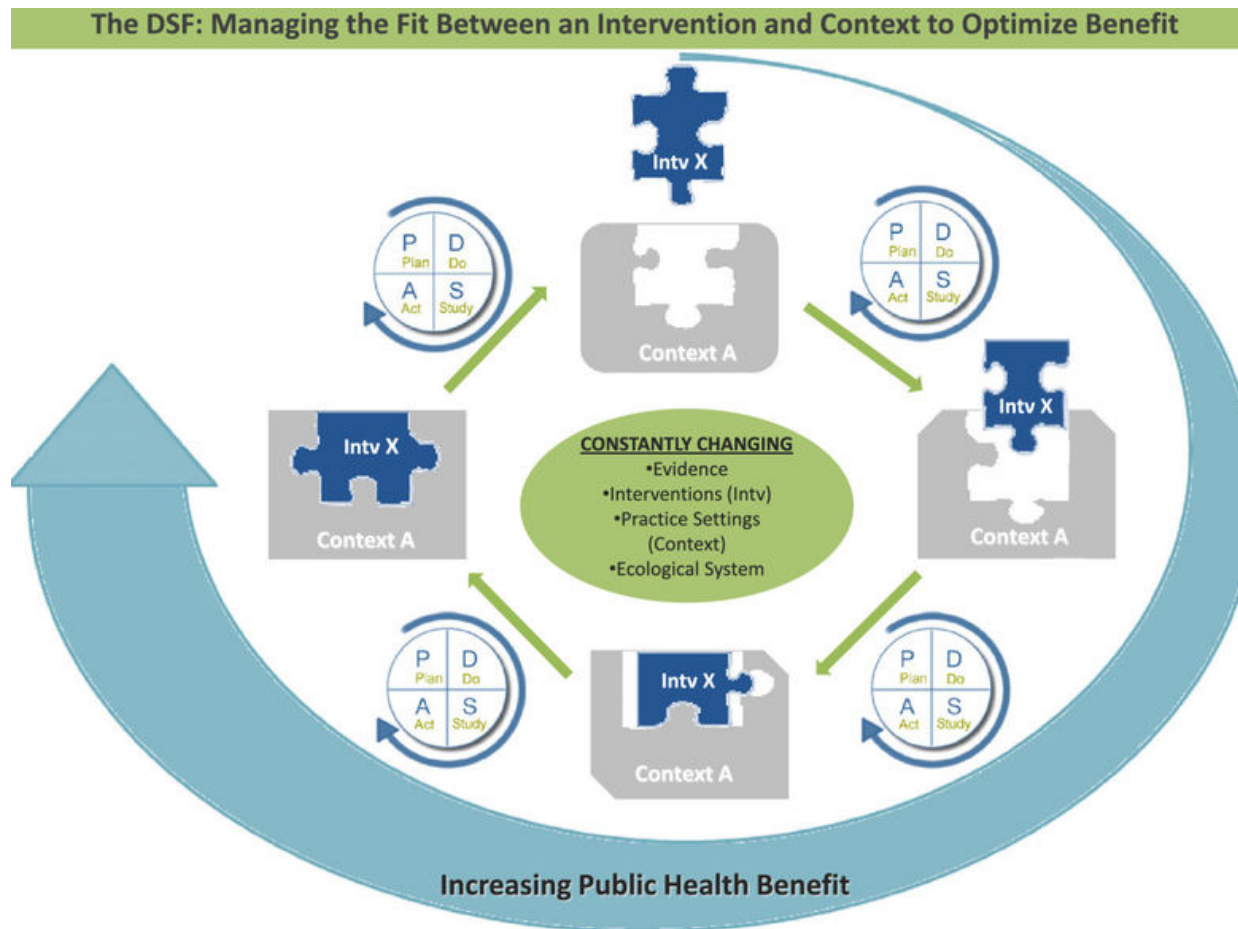 The DSF: Managing the Fit Between an Intervention and Context to Optimize Benefit
Intv X
Context A
P D
Plan Do
A S
Act Study
P D
Plan Do
A S
Act Study
Intv X
Context A
Intv X
Context A
CONSTANTLY CHANGING
•Evidence
•Interventions (Intv)
•Practice Settings
(Context)
•Ecological System
P D
Plan Do
A S
Act Study
Intv X
Context A
P D
Plan Do
A S
Act Study
Increasing Public Health Benefit